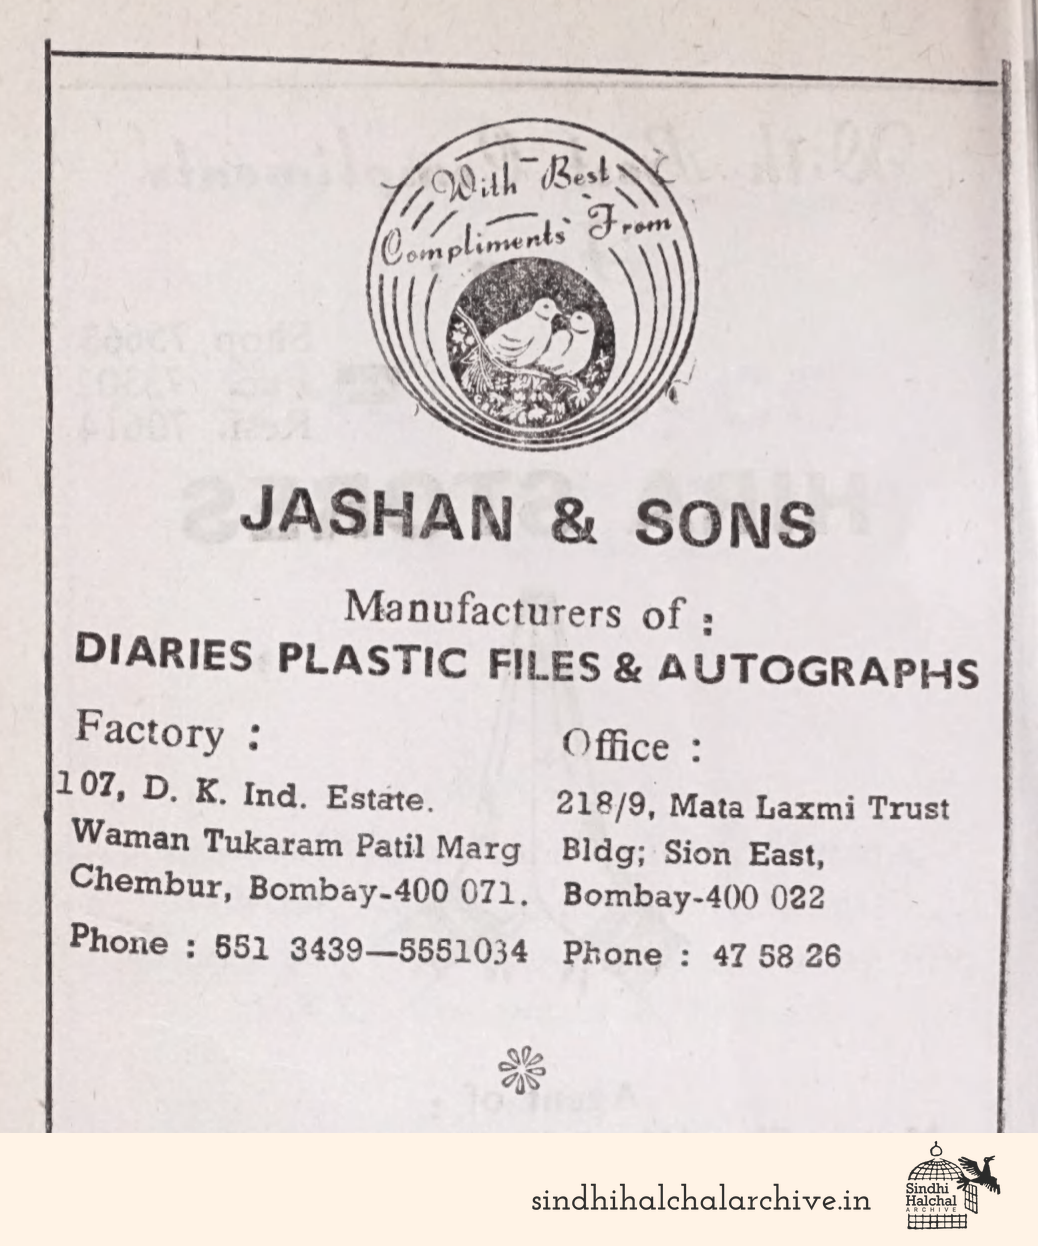 With Best
Compliments From
JASHAN & SONS
Manufacturers of :
DIARIES PLASTIC FILES & AUTOGRAPHS
Factory :
107, D. K. Ind. Estate.
Waman Tukaram Patil Marg
Chembur, Bombay-400 071.
Phone : 551 3439—5551034
Office :
218/9, Mata Laxmi Trust
Bldg; Sion East,
Bombay-400 022
Phone : 47 58 26
sindhihalchalarchive.in
Sindhi
Halchal
ARCHIVE